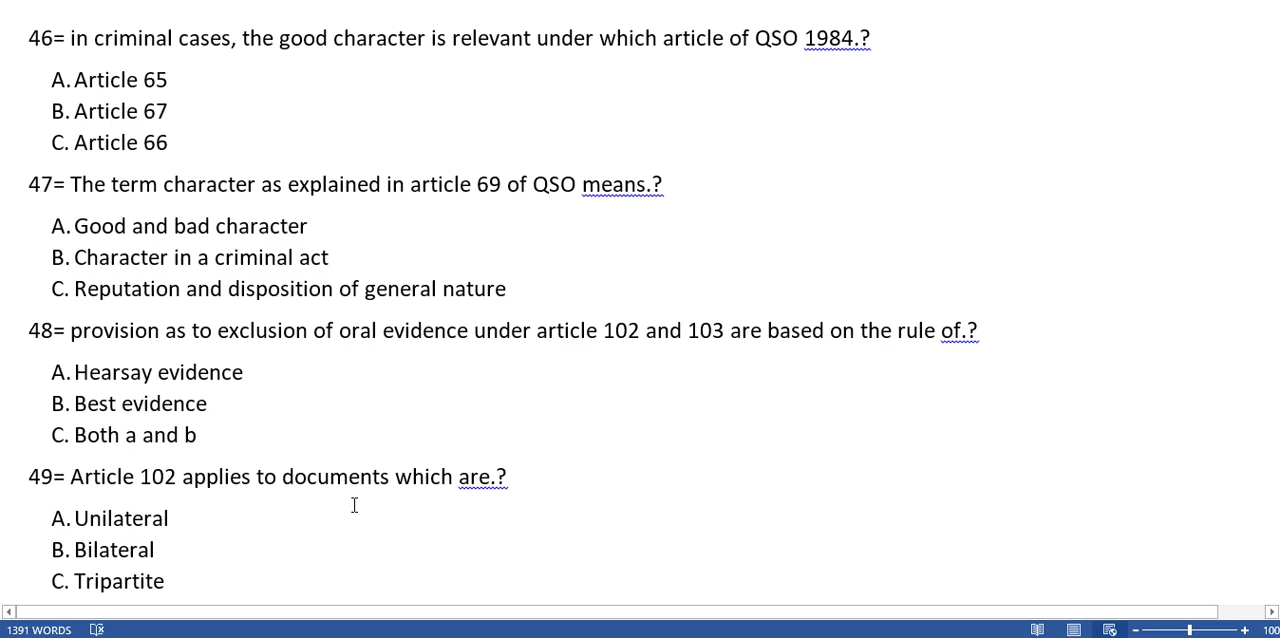 46= in criminal cases, the good character is relevant under which article of QSO 1984.?
A. Article 65
B. Article 67
C. Article 66
47= The term character as explained in article 69 of QSO means.?
A. Good and bad character
B. Character in a criminal act
C. Reputation and disposition of general nature
48= provision as to exclusion of oral evidence under article 102 and 103 are based on the rule of.?
A. Hearsay evidence
B. Best evidence
C. Both a and b
49= Article 102 applies to documents which are.?
A. Unilateral
B. Bilateral
C. Tripartite
1391 WORDS
100